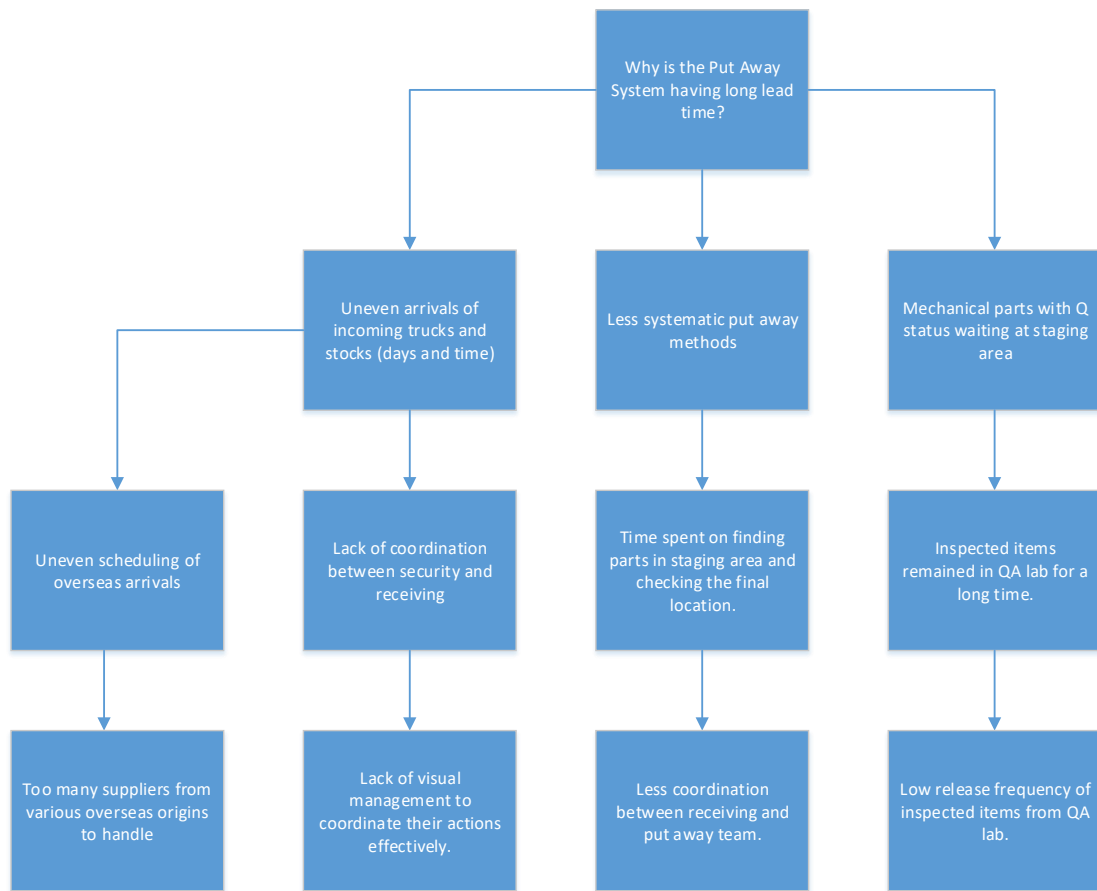 Why is the Put Away
System having long lead
time?
Uneven arrivals of
incoming trucks and
stocks (days and time)
Less systematic put away
methods
Mechanical parts with Q
status waiting at staging
area
Uneven scheduling of
overseas arrivals
Lack of coordination
between security and
receiving
Time spent on finding
parts in staging area and
checking the final
location.
Inspected items
remained in QA lab for a
long time.
Too many suppliers from
various overseas origins
to handle
Lack of visual
management to
coordinate their actions
effectively.
Less coordination
between receiving and
put away team.
Low release frequency of
inspected items from QA
lab.